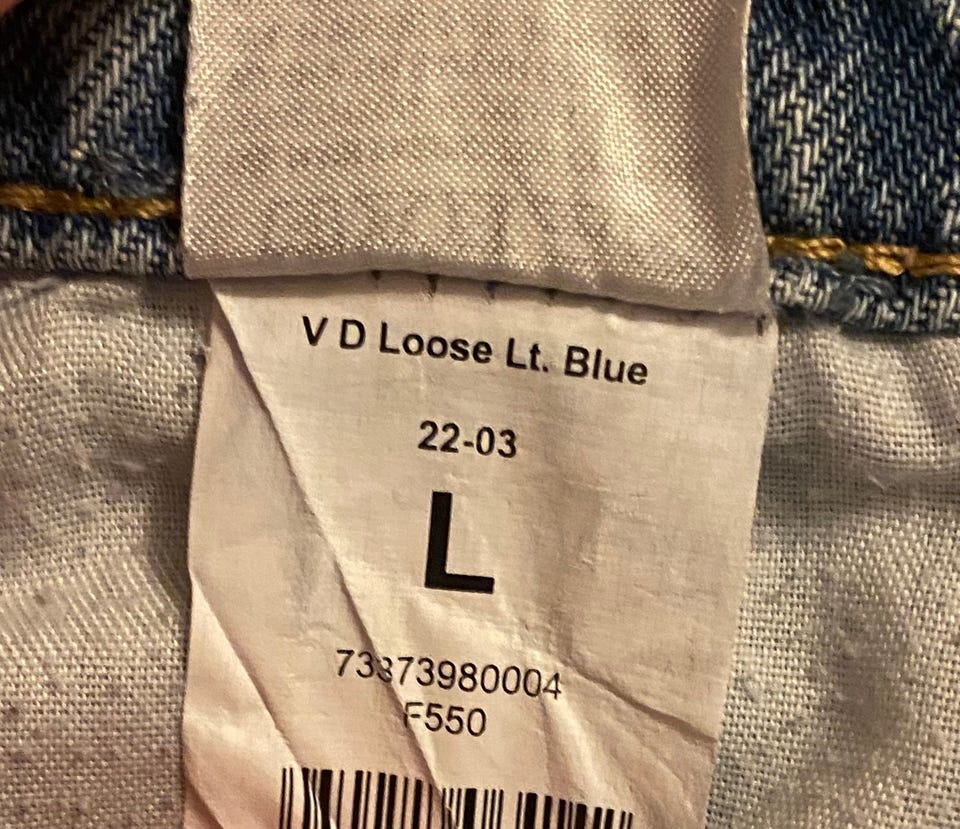 V D Loose Lt. Blue
22-03
L
73373980004
F550